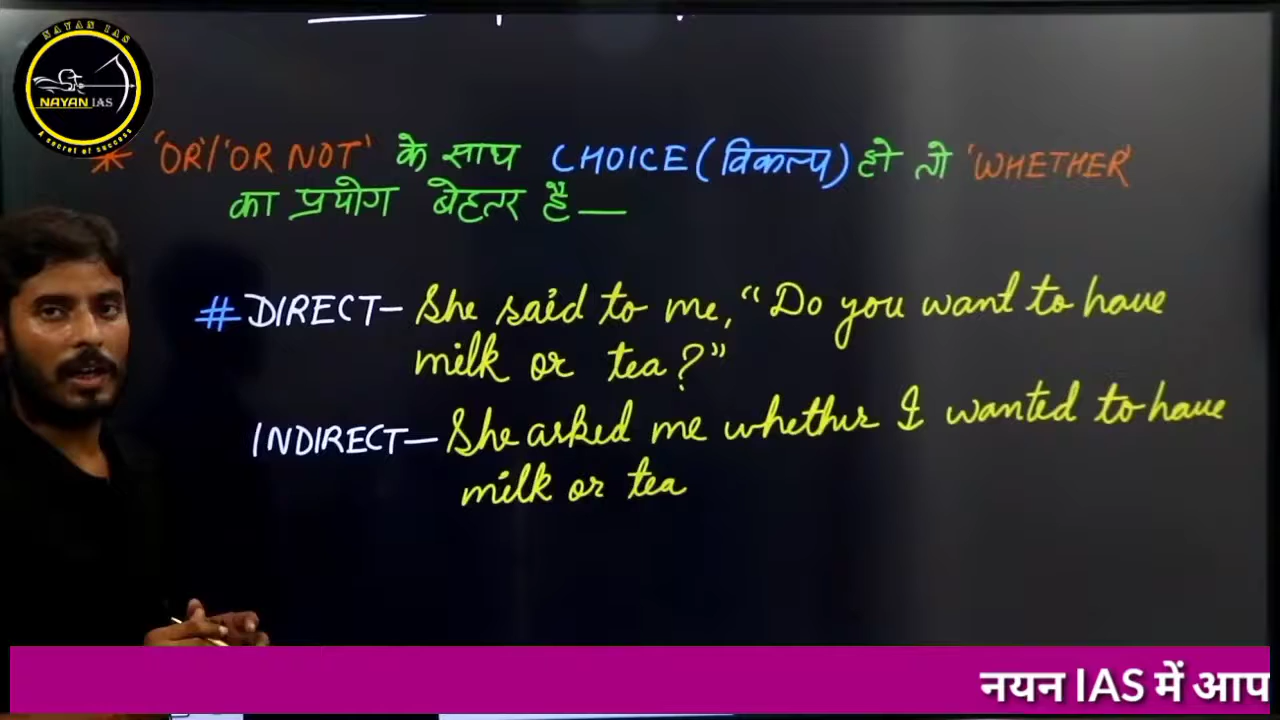 NAYAN IAS
NAYAN IAS
A secret of success
* 'OR'/'OR NOT' के साथ CHOICE (विकल्प) हो तो 'WHETHER'
का प्रयोग बेहतर है —
# DIRECT - She said to me, "Do you want to have
milk or tea?"
INDIRECT - She asked me whether I wanted to have
milk or tea
नयन IAS में आप